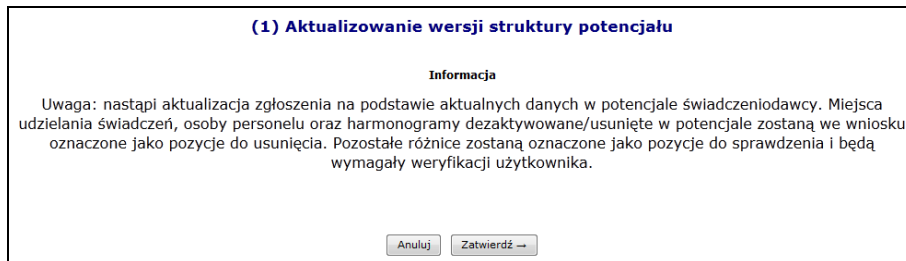 (1) Aktualizowanie wersji struktury potencjału
Informacja
Uwaga: nastąpi aktualizacja zgłoszenia na podstawie aktualnych danych w potencjale świadczeniodawcy. Miejsca
udzielania świadczeń, osoby personelu oraz harmonogramy dezaktywowane/usunięte w potencjale zostaną we wniosku
oznaczone jako pozycje do usunięcia. Pozostałe różnice zostaną oznaczone jako pozycje do sprawdzenia i będą
wymagały weryfikacji użytkownika.
Anuluj Zatwierdź →